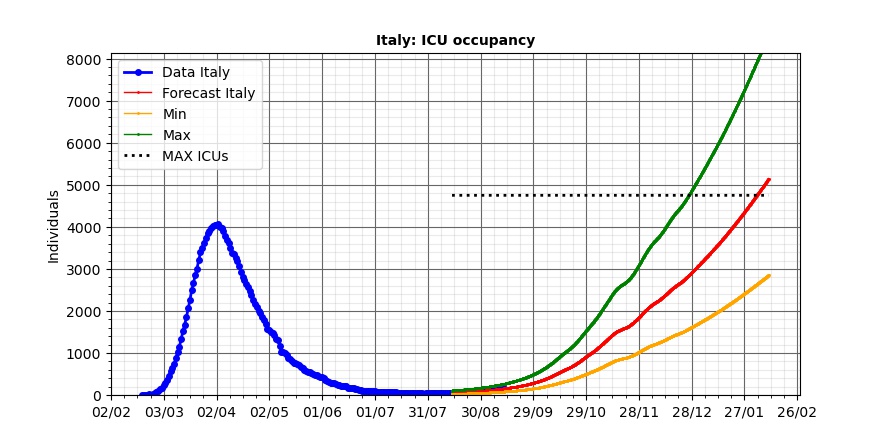 Italy: ICU occupancy
Individuals
8000
7000
6000
5000
4000
3000
2000
1000
0
Data Italy
Forecast Italy
Min
Max
MAX ICUs
02/02 03/03 02/04 02/05 01/06 01/07 31/07 30/08 29/09 29/10 28/11 28/12 27/01 26/02